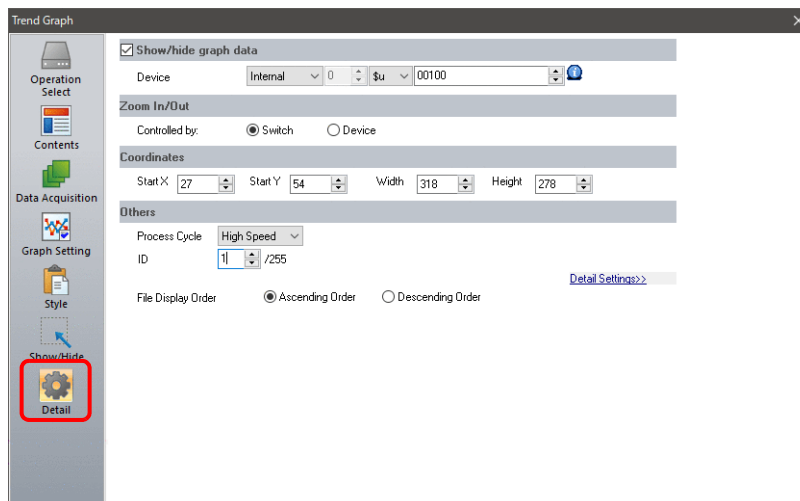 Trend Graph
Operation
Select
Contents
Data Acquisition
Graph Setting
Style
Show/Hide
Detail
Show/hide graph data
Device Internal 0 $u 00100
Zoom In/Out
Controlled by: Switch Device
Coordinates
Start X 27 Start Y 54 Width 318 Height 278
Others
Process Cycle High Speed
ID 1 /255
Detail Settings>>
File Display Order Ascending Order Descending Order